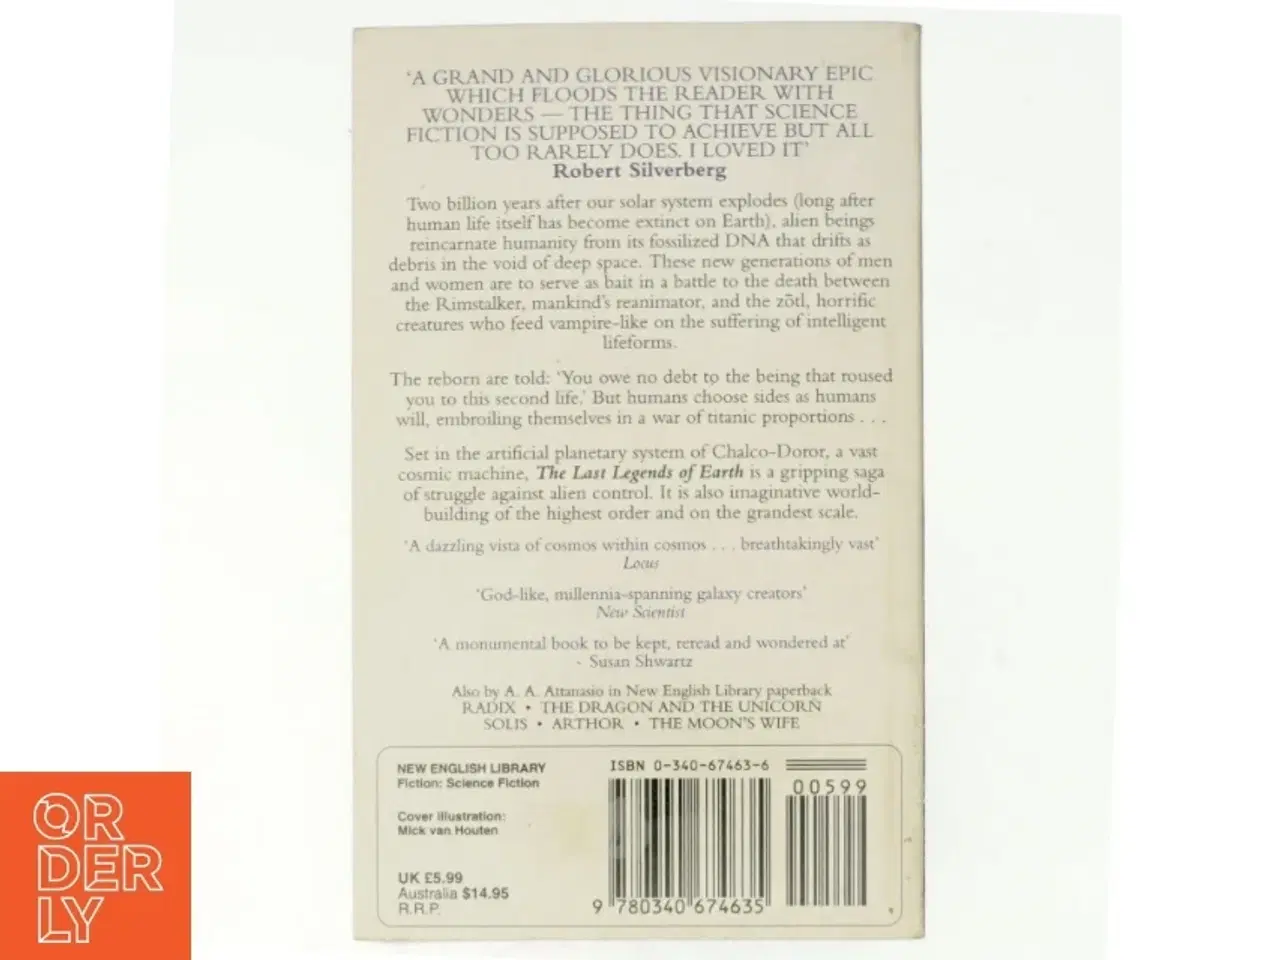 'A GRAND AND GLORIOUS VISIONARY EPIC
WHICH FLOODS THE READER WITH
WONDERS — THE THING THAT SCIENCE
FICTION IS SUPPOSED TO ACHIEVE BUT ALL
TOO RARELY DOES. I LOVED IT'
Robert Silverberg
Two billion years after our solar system explodes (long after
human life itself has become extinct on Earth), alien beings
reincarnate humanity from its fossilized DNA that drifts as
debris in the void of deep space. These new generations of men
and women are to serve as bait in a battle to the death between
the Rimstalker, mankind's reanimator, and the zōtl, horrific
creatures who feed vampire-like on the suffering of intelligent
lifeforms.
The reborn are told: 'You owe no debt to the being that roused
you to this second life.' But humans choose sides as humans
will, embroiling themselves in a war of titanic proportions . . .
Set in the artificial planetary system of Chalco-Doror, a vast
cosmic machine, The Last Legends of Earth is a gripping saga
of struggle against alien control. It is also imaginative world-
building of the highest order and on the grandest scale.
'A dazzling vista of cosmos within cosmos . . . breathtakingly vast'
Locus
'God-like, millennia-spanning galaxy creators'
New Scientist
'A monumental book to be kept, reread and wondered at'
- Susan Shwartz
Also by A. A. Attanasio in New English Library paperback
RADIX • THE DRAGON AND THE UNICORN
SOLIS • ARTHOR • THE MOON'S WIFE
NEW ENGLISH LIBRARY
Fiction: Science Fiction
Cover illustration:
Mick van Houten
UK £5.99
Australia $14.95
R.R.P.
ISBN 0-340-67463-6
00599
9 780340 674635
OR
DER
LY